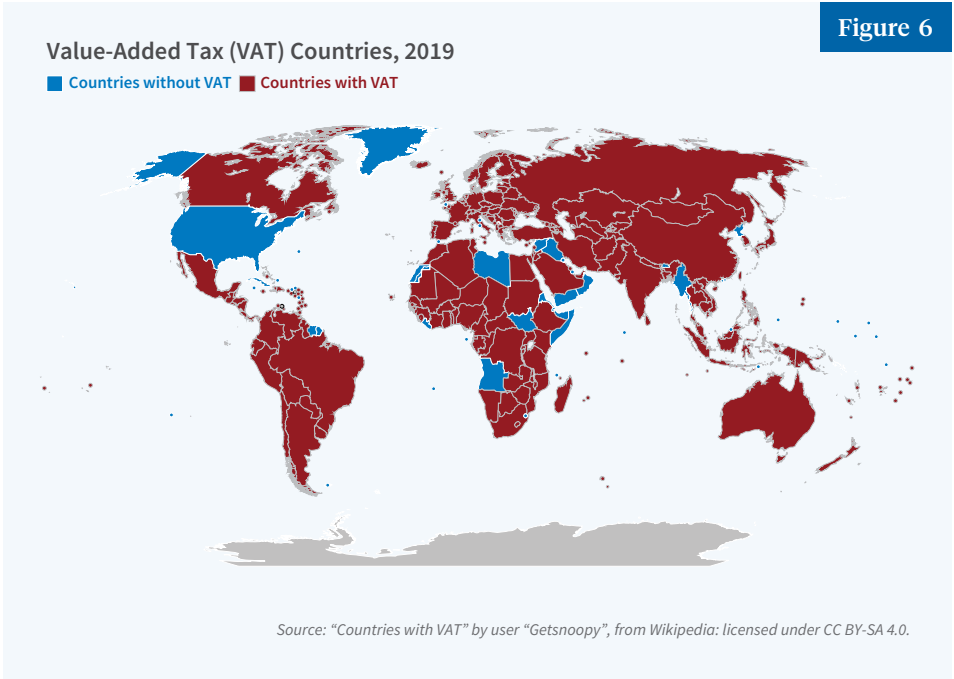 Figure 6
Value-Added Tax (VAT) Countries, 2019
Countries without VAT Countries with VAT
Source: “Countries with VAT” by user “Getsnoopy”, from Wikipedia: licensed under CC BY-SA 4.0.